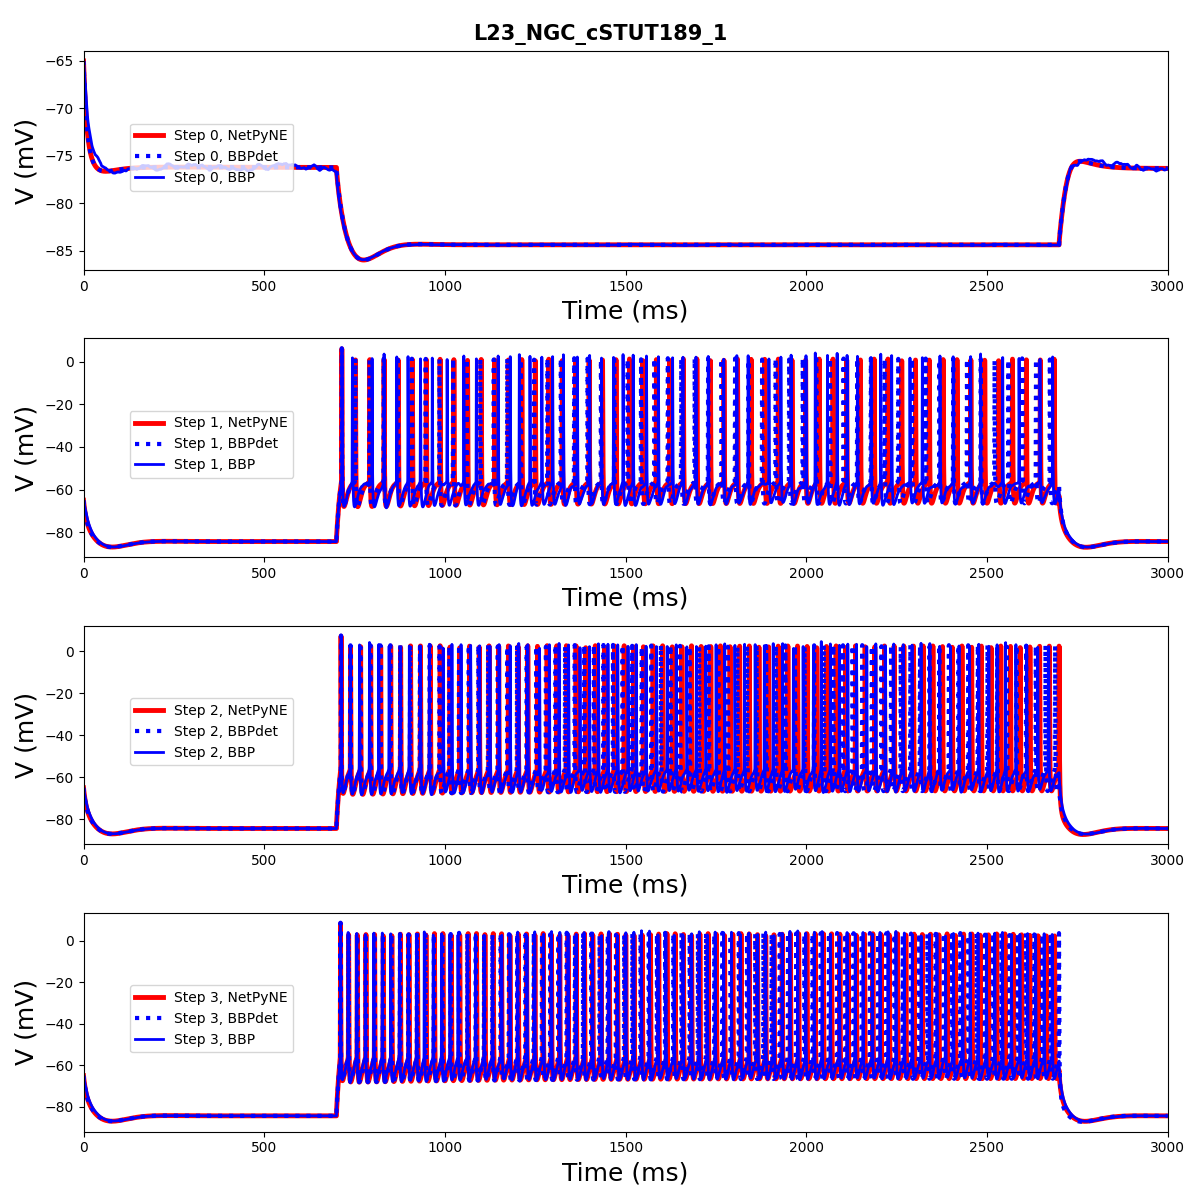 L23_NGC_cSTUT189_1
−65
−70
−75
−80
−85
V (mV)
Step 0, NetPyNE
Step 0, BBPdet
Step 0, BBP
0 500 1000 1500 2000 2500 3000
Time (ms)
0
−20
−40
−60
−80
V (mV)
Step 1, NetPyNE
Step 1, BBPdet
Step 1, BBP
0 500 1000 1500 2000 2500 3000
Time (ms)
0
−20
−40
−60
−80
V (mV)
Step 2, NetPyNE
Step 2, BBPdet
Step 2, BBP
0 500 1000 1500 2000 2500 3000
Time (ms)
0
−20
−40
−60
−80
V (mV)
Step 3, NetPyNE
Step 3, BBPdet
Step 3, BBP
0 500 1000 1500 2000 2500 3000
Time (ms)